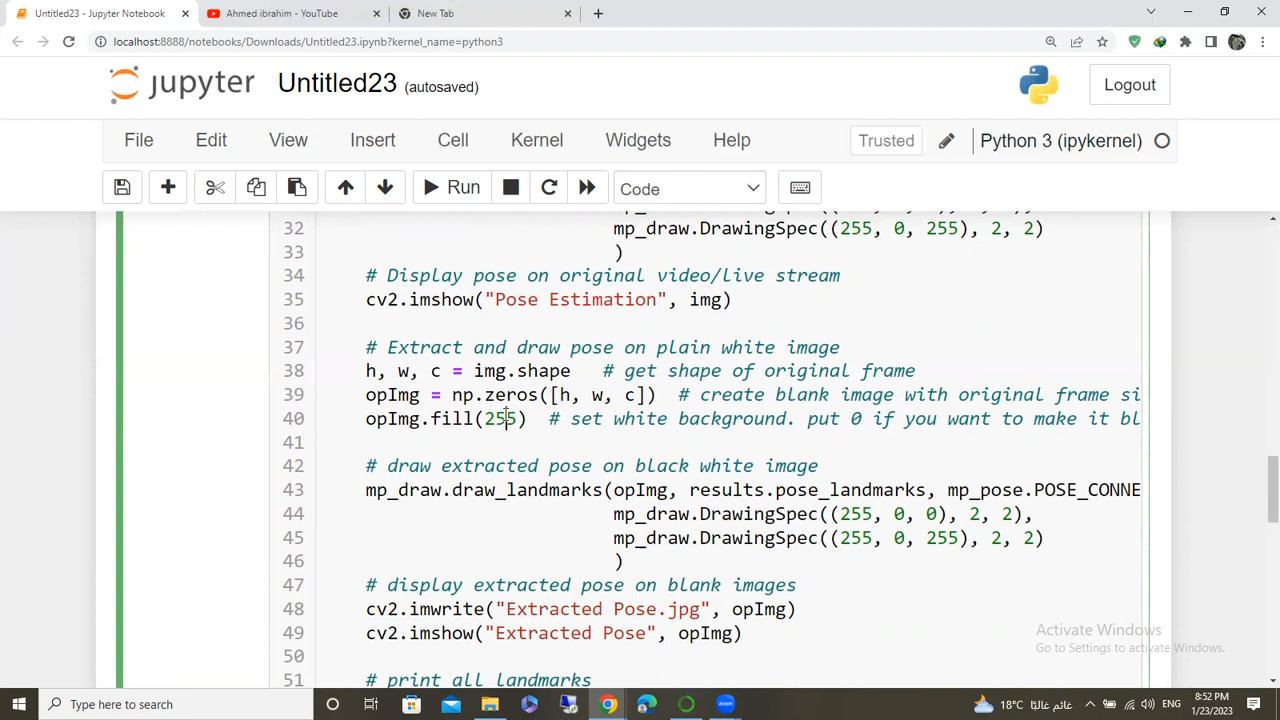 Untitled23 - Jupyter Notebook
Ahmed ibrahim - YouTube
New Tab
localhost:8888/notebooks/Downloads/Untitled23.ipynb?kernel_name=python3
jupyter Untitled23 (autosaved)
Logout
File Edit View Insert Cell Kernel Widgets Help Trusted Python 3 (ipykernel)
Run Code
32 mp_draw.DrawingSpec((255, 0, 255), 2, 2)
33 )
34 # Display pose on original video/live stream
35 cv2.imshow("Pose Estimation", img)
36
37 # Extract and draw pose on plain white image
38 h, w, c = img.shape # get shape of original frame
39 opImg = np.zeros([h, w, c]) # create blank image with original frame si
40 opImg.fill(255) # set white background. put 0 if you want to make it bl
41
42 # draw extracted pose on black white image
43 mp_draw.draw_landmarks(opImg, results.pose_landmarks, mp_pose.POSE_CONNE
44 mp_draw.DrawingSpec((255, 0, 0), 2, 2),
45 mp_draw.DrawingSpec((255, 0, 255), 2, 2)
46 )
47 # display extracted pose on blank images
48 cv2.imwrite("Extracted Pose.jpg", opImg)
49 cv2.imshow("Extracted Pose", opImg)
50
51 # print all landmarks
Activate Windows
Go to Settings to activate Windows.
Type here to search
zoom
18°C غائم غالبًا
ENG
8:52 PM
1/23/2023